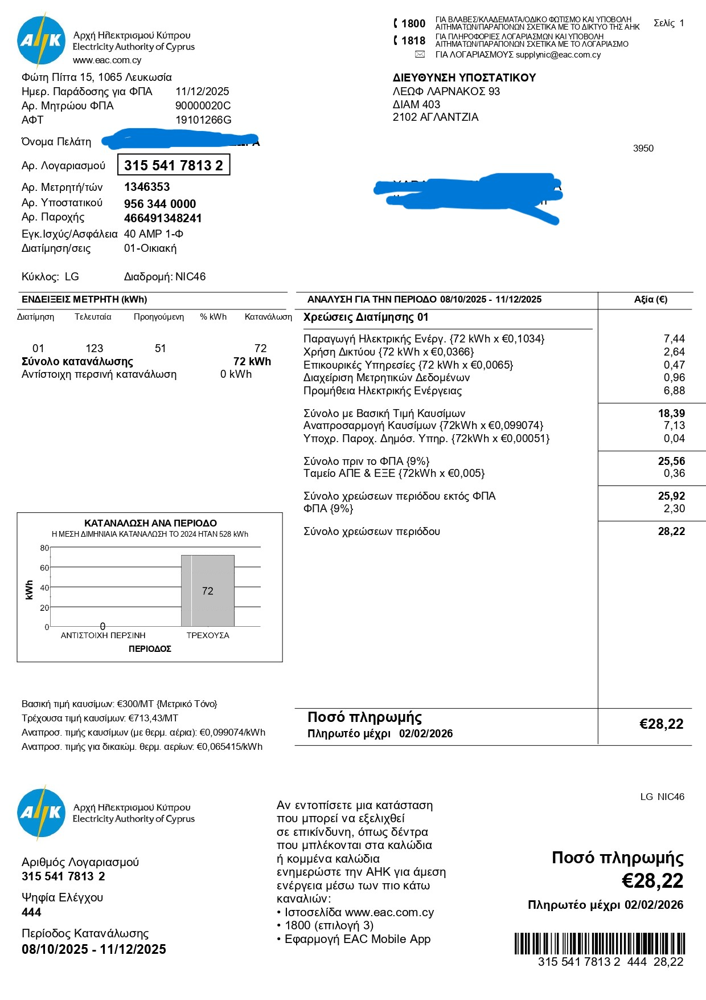 ΑΗΚ
Αρχή Ηλεκτρισμού Κύπρου
Electricity Authority of Cyprus
www.eac.com.cy
1800 ΓΙΑ ΒΛΑΒΕΣ/ΚΛΑΔΕΜΑΤΑ/ΟΔΙΚΟ ΦΩΤΙΣΜΟ ΚΑΙ ΥΠΟΒΟΛΗ
ΑΙΤΗΜΑΤΩΝ/ΠΑΡΑΠΟΝΩΝ ΣΧΕΤΙΚΑ ΜΕ ΤΟ ΔΙΚΤΥΟ ΤΗΣ ΑΗΚ
Σελίς 1
1818 ΓΙΑ ΠΛΗΡΟΦΟΡΙΕΣ ΛΟΓΑΡΙΑΣΜΩΝ ΚΑΙ ΥΠΟΒΟΛΗ
ΑΙΤΗΜΑΤΩΝ/ΠΑΡΑΠΟΝΩΝ ΣΧΕΤΙΚΑ ΜΕ ΤΟ ΛΟΓΑΡΙΑΣΜΟ
ΓΙΑ ΛΟΓΑΡΙΑΣΜΟΥΣ supplynic@eac.com.cy
Φώτη Πίττα 15, 1065 Λευκωσία
Ημερ. Παράδοσης για ΦΠΑ 11/12/2025
Αρ. Μητρώου ΦΠΑ 90000020C
ΑΦΤ 19101266G
ΔΙΕΥΘΥΝΣΗ ΥΠΟΣΤΑΤΙΚΟΥ
ΛΕΩΦ ΛΑΡΝΑΚΟΣ 93
ΔΙΑΜ 403
2102 ΑΓΛΑΝΤΖΙΑ
Όνομα Πελάτη
3950
Αρ. Λογαριασμού 315 541 7813 2
Αρ. Μετρητή/τών 1346353
Αρ. Υποστατικού 956 344 0000
Αρ. Παροχής 466491348241
Εγκ.Ισχύς/Ασφάλεια 40 AMP 1-Φ
Διατίμηση/σεις 01-Οικιακή
Κύκλος: LG Διαδρομή: NIC46
ΕΝΔΕΙΞΕΙΣ ΜΕΤΡΗΤΗ (kWh)
Διατίμηση Τελευταία Προηγούμενη % kWh Κατανάλωση
01 123 51 72
Σύνολο κατανάλωσης 72 kWh
Αντίστοιχη περσινή κατανάλωση 0 kWh
ΑΝΑΛΥΣΗ ΓΙΑ ΤΗΝ ΠΕΡΙΟΔΟ 08/10/2025 - 11/12/2025 Αξία (€)
Χρεώσεις Διατίμησης 01
Παραγωγή Ηλεκτρικής Ενέργ. {72 kWh x €0,1034} 7,44
Χρήση Δικτύου {72 kWh x €0,0366} 2,64
Επικουρικές Υπηρεσίες {72 kWh x €0,0065} 0,47
Διαχείριση Μετρητικών Δεδομένων 0,96
Προμήθεια Ηλεκτρικής Ενέργειας 6,88
Σύνολο με Βασική Τιμή Καυσίμων 18,39
Αναπροσαρμογή Καυσίμων {72kWh x €0,099074} 7,13
Υποχρ. Παροχ. Δημόσ. Υπηρ. {72kWh x €0,00051} 0,04
Σύνολο πριν το ΦΠΑ {9%} 25,56
Ταμείο ΑΠΕ & ΕΞΕ {72kWh x €0,005} 0,36
Σύνολο χρεώσεων περιόδου εκτός ΦΠΑ 25,92
ΦΠΑ {9%} 2,30
Σύνολο χρεώσεων περιόδου 28,22
ΚΑΤΑΝΑΛΩΣΗ ΑΝΑ ΠΕΡΙΟΔΟ
Η ΜΕΣΗ ΔΙΜΗΝΙΑΙΑ ΚΑΤΑΝΑΛΩΣΗ ΤΟ 2024 ΗΤΑΝ 528 kWh
80
60
40
20
0
kWh
0
72
ΑΝΤΙΣΤΟΙΧΗ ΠΕΡΣΙΝΗ ΤΡΕΧΟΥΣΑ
ΠΕΡΙΟΔΟΣ
Βασική τιμή καυσίμων: €300/MT {Μετρικό Τόνο}
Τρέχουσα τιμή καυσίμων: €713,43/MT
Αναπροσ. τιμής καυσίμων (με θερμ. αέρια): €0,099074/kWh
Αναπροσ. τιμής για δικαιώμ. θερμ. αερίων: €0,065415/kWh
Ποσό πληρωμής €28,22
Πληρωτέο μέχρι 02/02/2026
ΑΗΚ
Αρχή Ηλεκτρισμού Κύπρου
Electricity Authority of Cyprus
Αριθμός Λογαριασμού
315 541 7813 2
Ψηφία Ελέγχου
444
Περίοδος Κατανάλωσης
08/10/2025 - 11/12/2025
Αν εντοπίσετε μια κατάσταση
που μπορεί να εξελιχθεί
σε επικίνδυνη, όπως δέντρα
που μπλέκονται στα καλώδια
ή κομμένα καλώδια
ενημερώστε την ΑΗΚ για άμεση
ενέργεια μέσω των πιο κάτω
καναλιών:
• Ιστοσελίδα www.eac.com.cy
• 1800 (επιλογή 3)
• Εφαρμογή EAC Mobile App
LG NIC46
Ποσό πληρωμής
€28,22
Πληρωτέο μέχρι 02/02/2026
315 541 7813 2 444 28,22